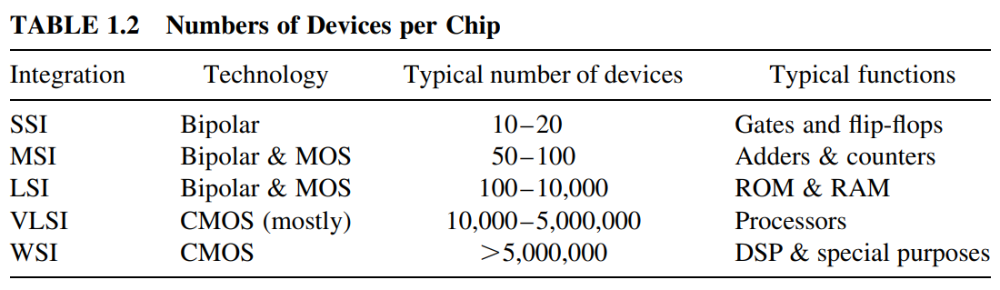 TABLE 1.2 Numbers of Devices per Chip
Integration Technology Typical number of devices Typical functions
SSI Bipolar 10–20 Gates and flip-flops
MSI Bipolar & MOS 50–100 Adders & counters
LSI Bipolar & MOS 100–10,000 ROM & RAM
VLSI CMOS (mostly) 10,000–5,000,000 Processors
WSI CMOS >5,000,000 DSP & special purposes